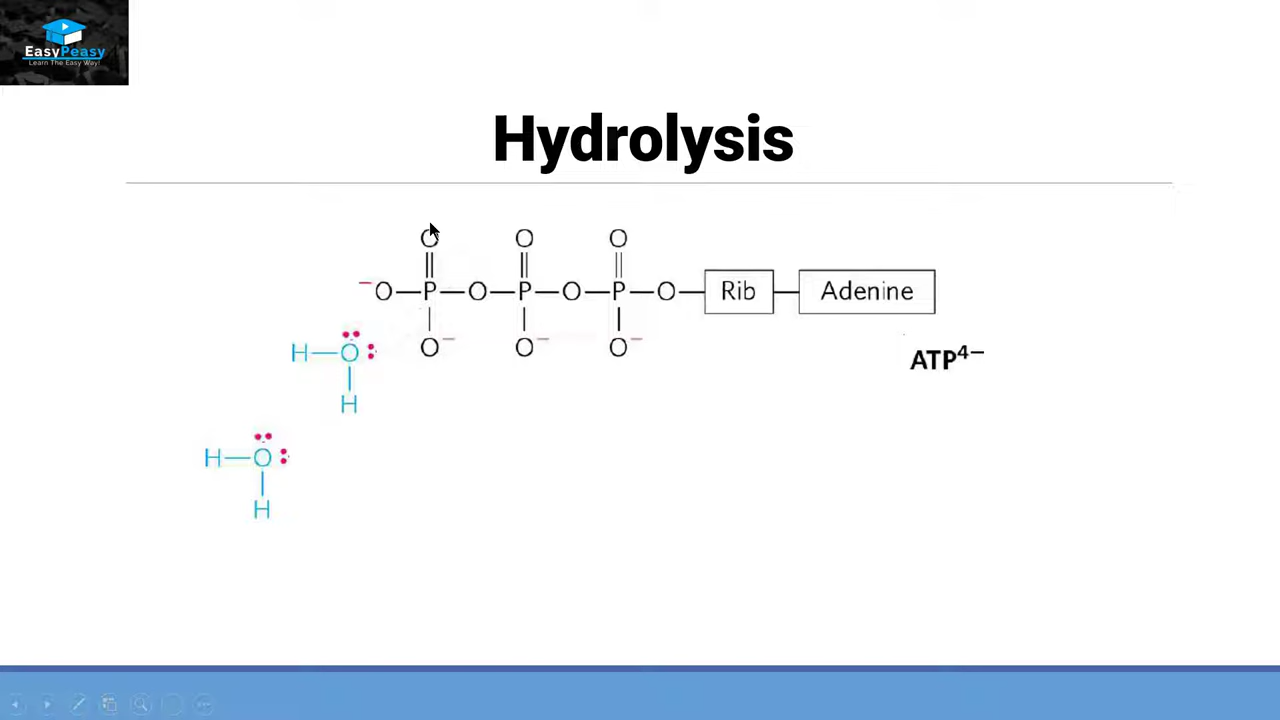 EasyPeasy
Learn The Easy Way!
Hydrolysis
O O O
⁻O—P—O—P—O—P—O—Rib—Adenine
O⁻ O⁻ O⁻
H—O
H
ATP⁴⁻
H—O
H